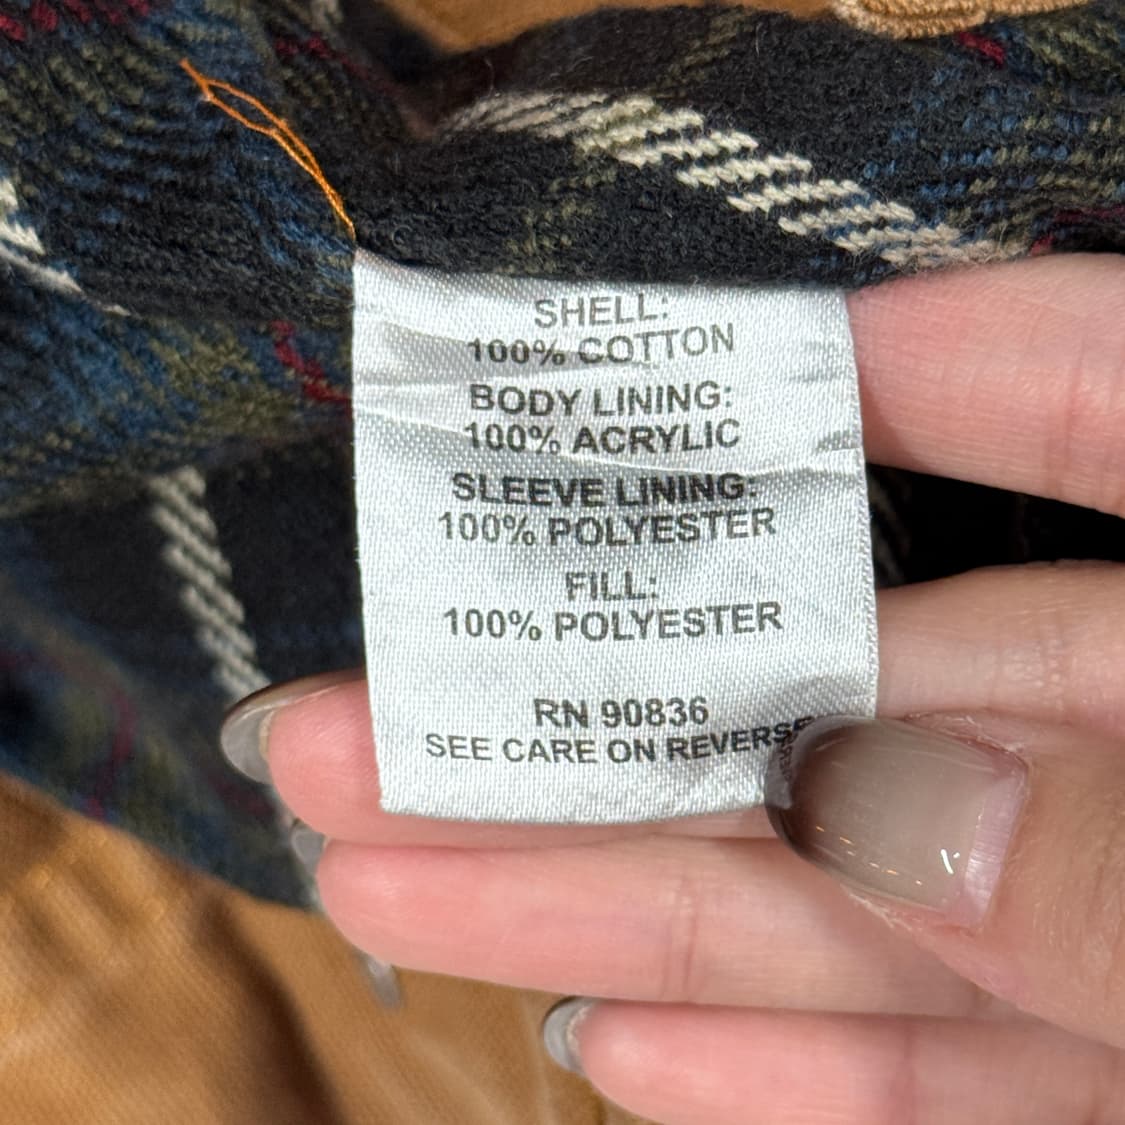 SHELL:
100% COTTON
BODY LINING:
100% ACRYLIC
SLEEVE LINING:
100% POLYESTER
FILL:
100% POLYESTER
RN 90836
SEE CARE ON REVERSE